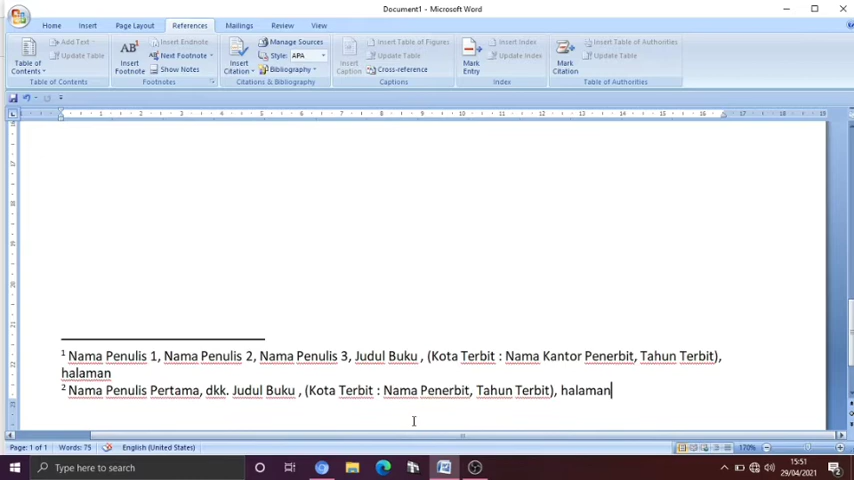 Document1 - Microsoft Word
Home Insert Page Layout References Mailings Review View
Add Text
Update Table
Table of Contents
Table of Contents
AB1
Insert Footnote
Insert Endnote
Next Footnote
Show Notes
Footnotes
Insert Citation
Manage Sources
Style: APA
Bibliography
Citations & Bibliography
Insert Caption
Insert Table of Figures
Update Table
Cross-reference
Captions
Mark Entry
Insert Index
Update Index
Index
Mark Citation
Insert Table of Authorities
Update Table
Table of Authorities
1 Nama Penulis 1, Nama Penulis 2, Nama Penulis 3, Judul Buku , (Kota Terbit : Nama Kantor Penerbit, Tahun Terbit),
halaman
2 Nama Penulis Pertama, dkk. Judul Buku , (Kota Terbit : Nama Penerbit, Tahun Terbit), halaman
Page: 1 of 1 Words: 75 English (United States) 170%
Type here to search
15:51
29/04/2021